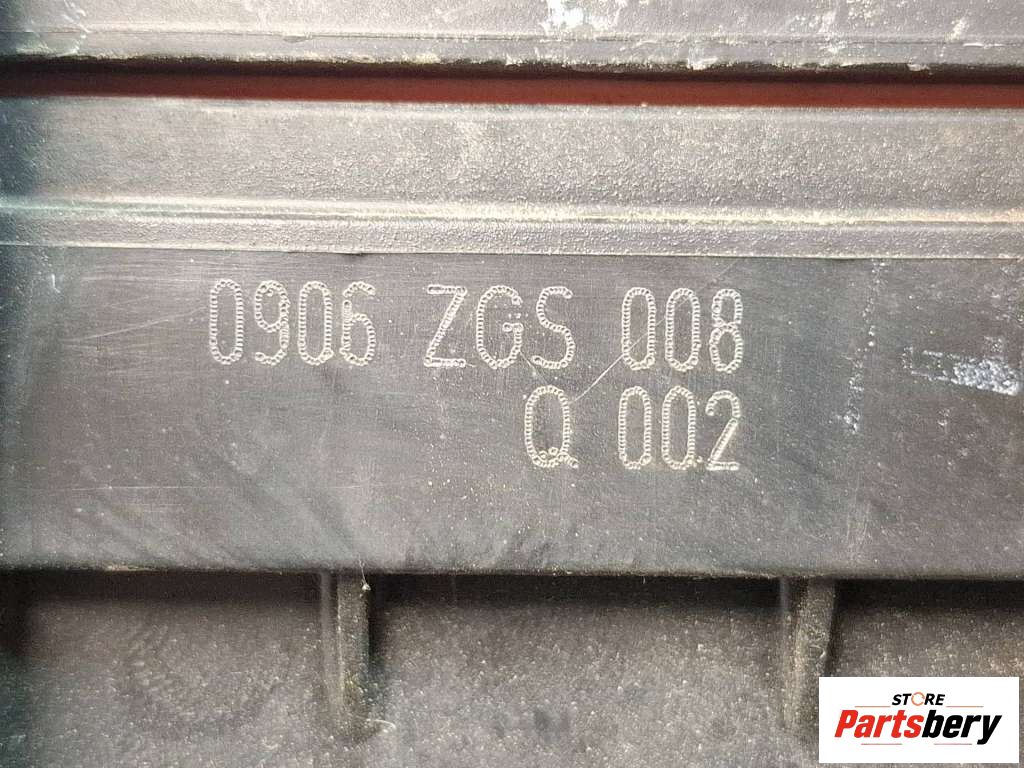 0906 ZGS 008
Q 002
STORE
Partsbery